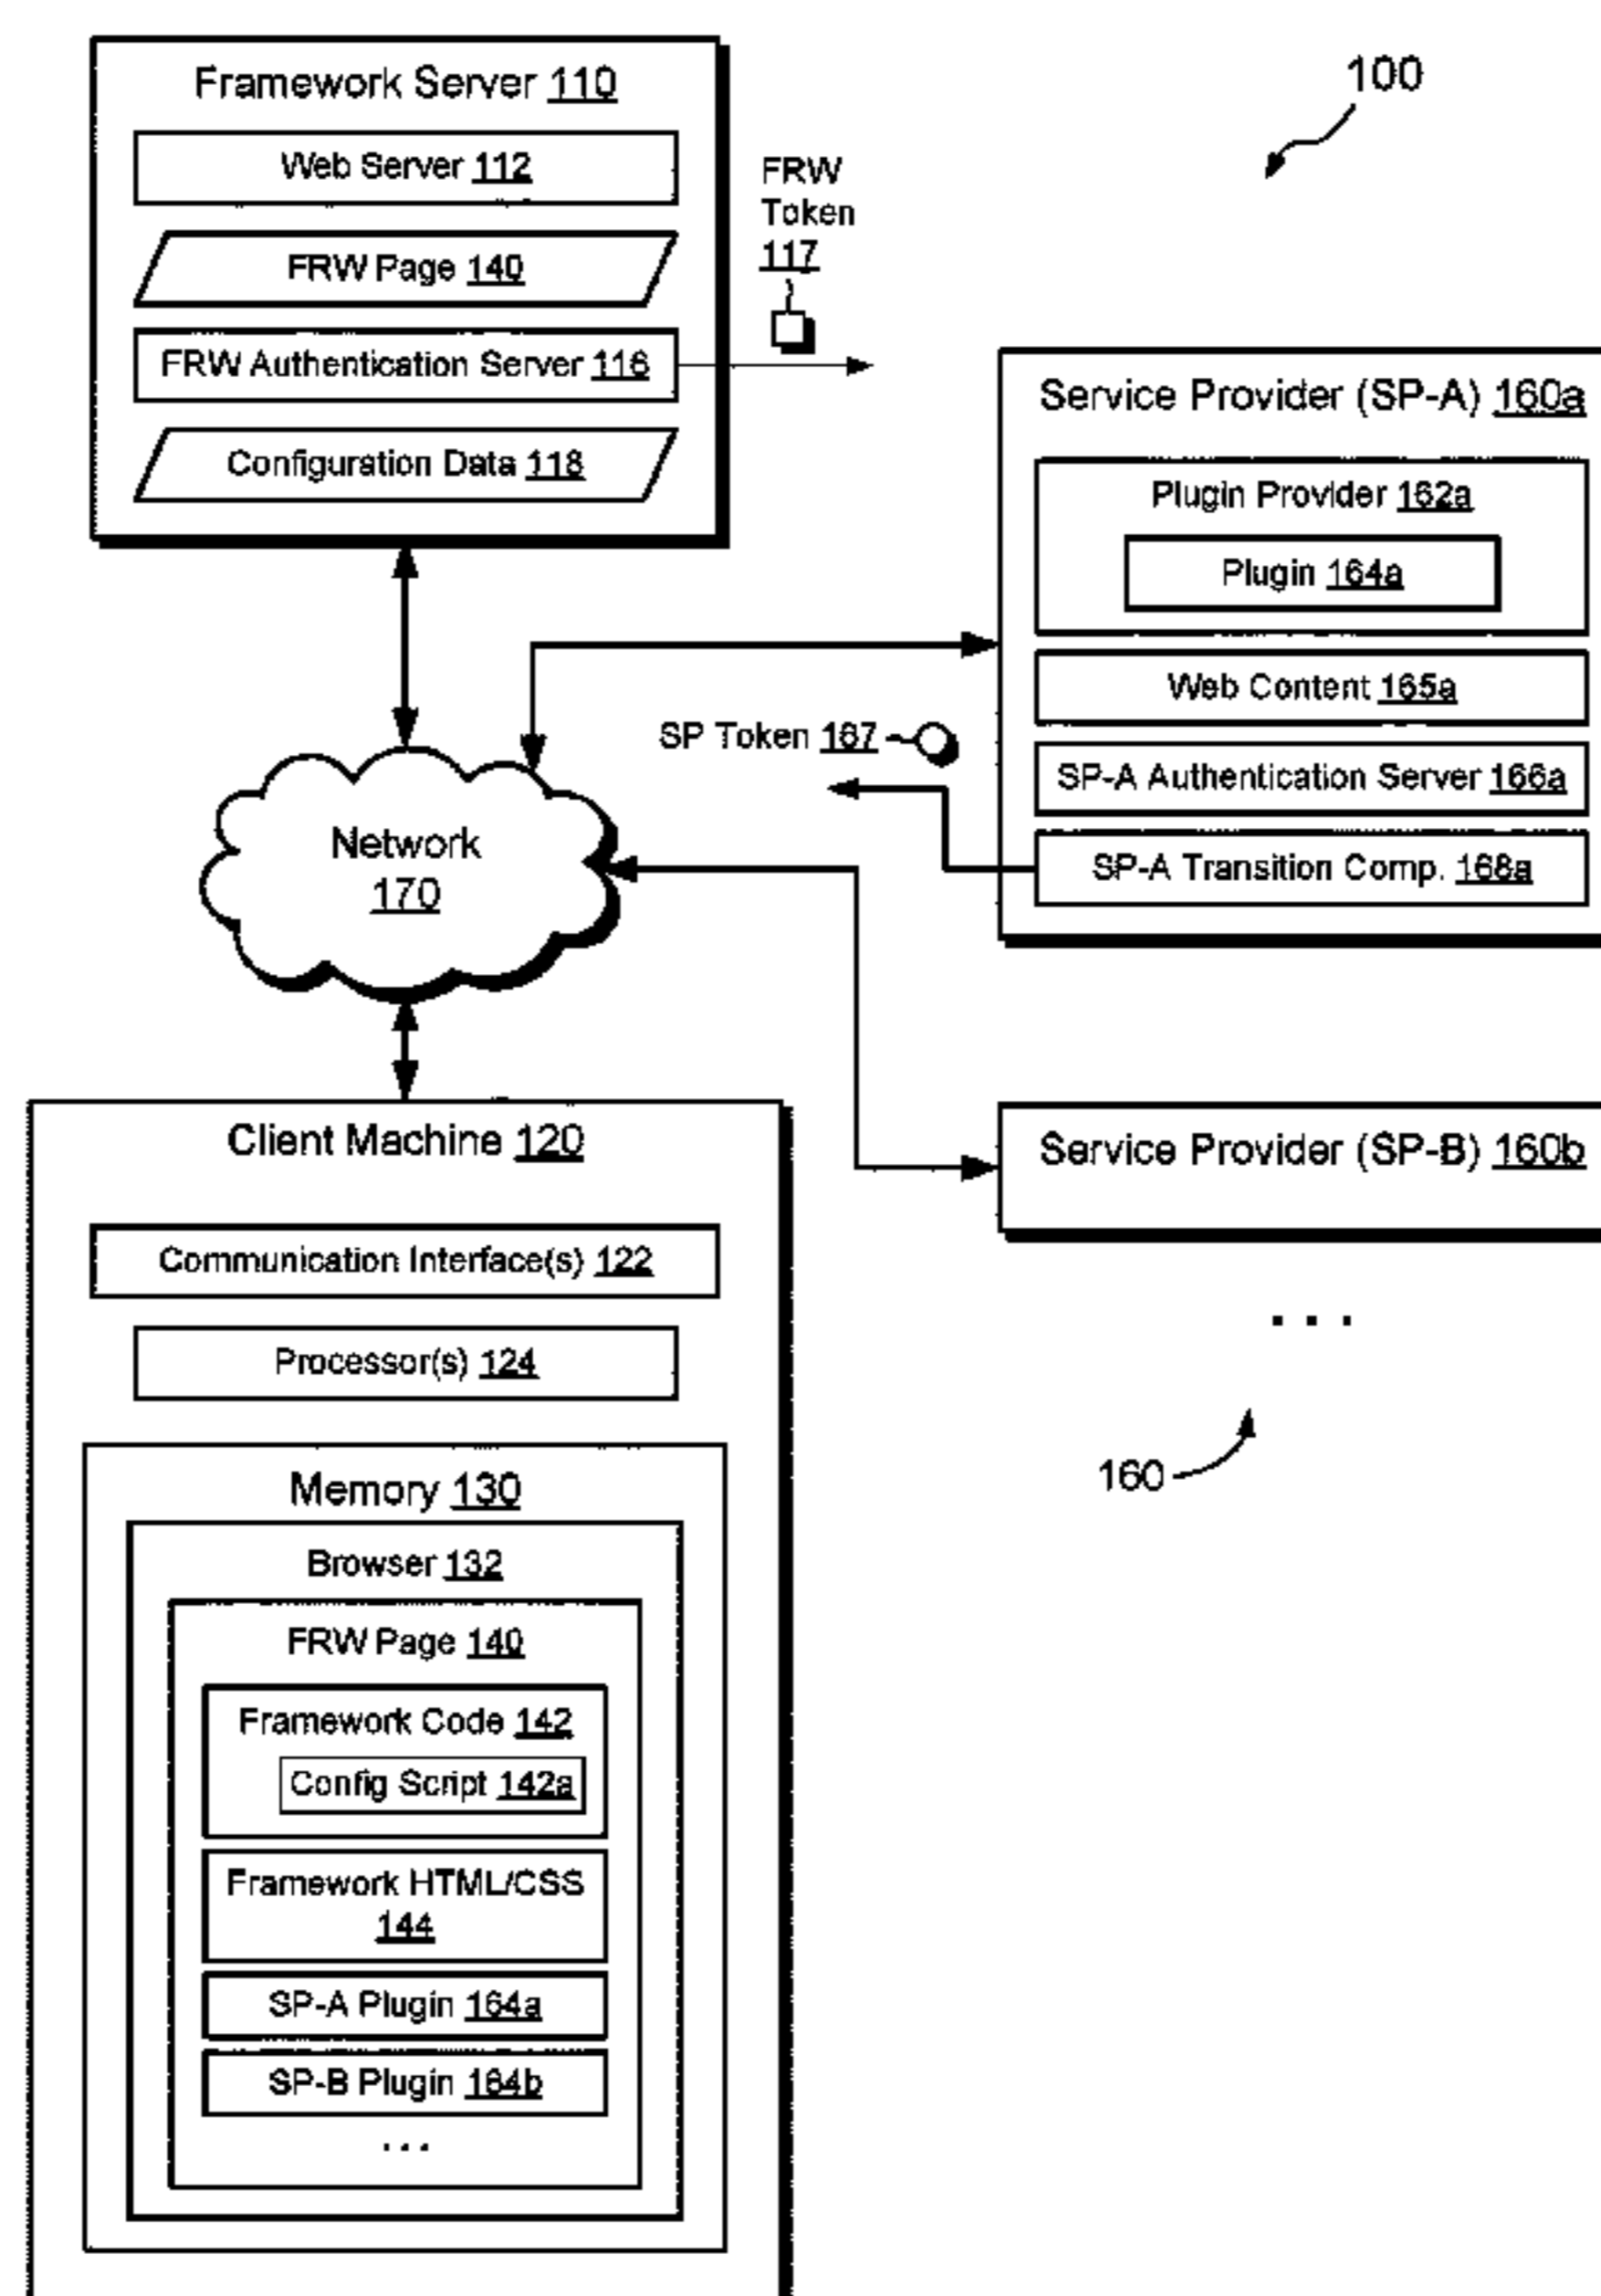 Framework Server 110
Web Server 112
FRW Page 140
FRW Authentication Server 116
Configuration Data 118
FRW
Token
117
100
Service Provider (SP-A) 160a
Plugin Provider 162a
Plugin 164a
Web Content 165a
SP-A Authentication Server 166a
SP-A Transition Comp. 168a
SP Token 167
Network
170
Client Machine 120
Communication Interface(s) 122
Processor(s) 124
Memory 130
Browser 132
FRW Page 140
Framework Code 142
Config Script 142a
Framework HTML/CSS
144
SP-A Plugin 164a
SP-B Plugin 164b
...
Service Provider (SP-B) 160b
...
160